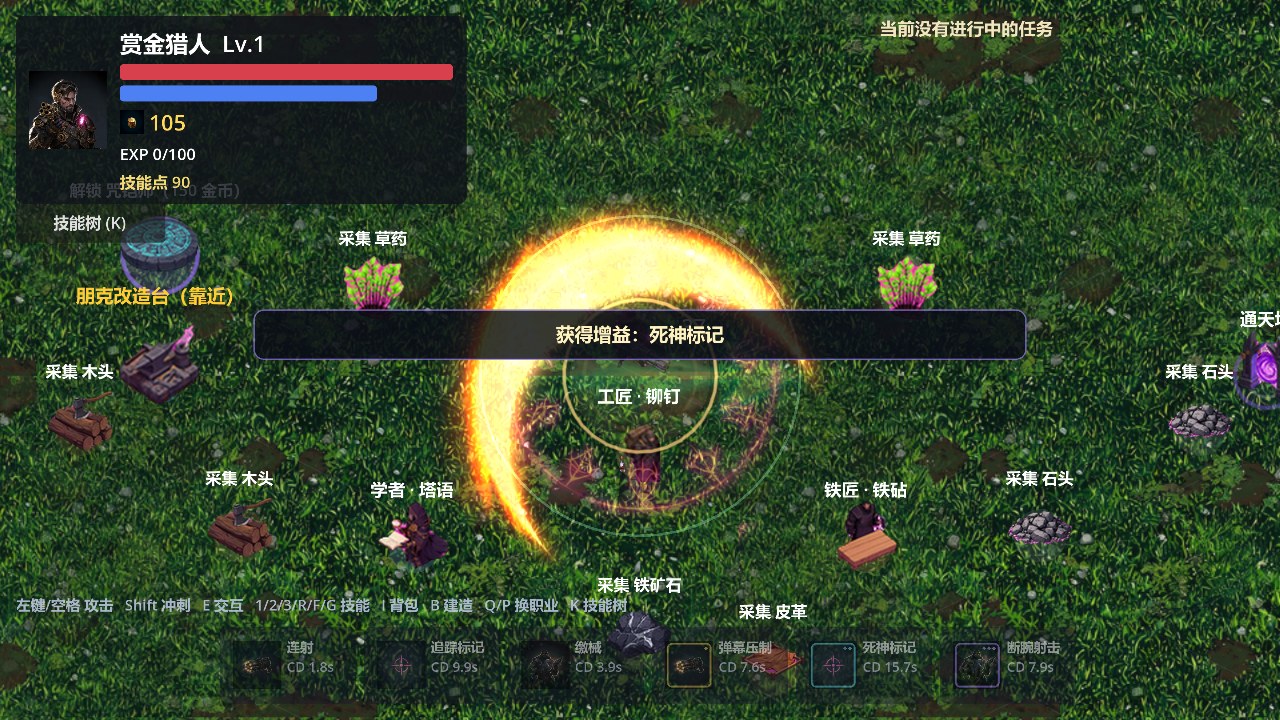 赏金猎人 Lv.1
当前没有进行中的任务
105
EXP 0/100
技能点 90
技能树 (K)
采集 草药
采集 草药
朋克改造台（靠近）
获得增益：死神标记
采集 木头
采集 石头
工匠 · 铆钉
采集 木头
学者 · 塔语
铁匠 · 铁砧
采集 石头
采集 铁矿石
左键/空格 攻击 Shift 冲刺 E 交互 1/2/3/R/F/G 技能 I 背包 B 建造 Q/P 换职业 K 技能树
采集 皮革
连射
CD 1.8s
追踪标记
CD 9.9s
缴械
CD 3.9s
弹幕压制
CD 7.6s
死神标记
CD 15.7s
断腕射击
CD 7.9s